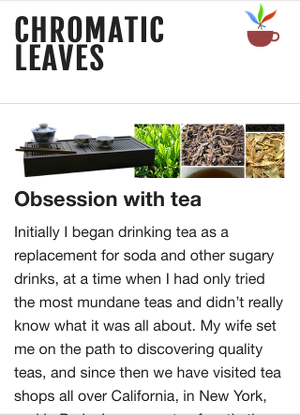 CHROMATIC
LEAVES
Obsession with tea
Initially I began drinking tea as a
replacement for soda and other sugary
drinks, at a time when I had only tried
the most mundane teas and didn’t really
know what it was all about. My wife set
me on the path to discovering quality
teas, and since then we have visited tea
shops all over California, in New York,